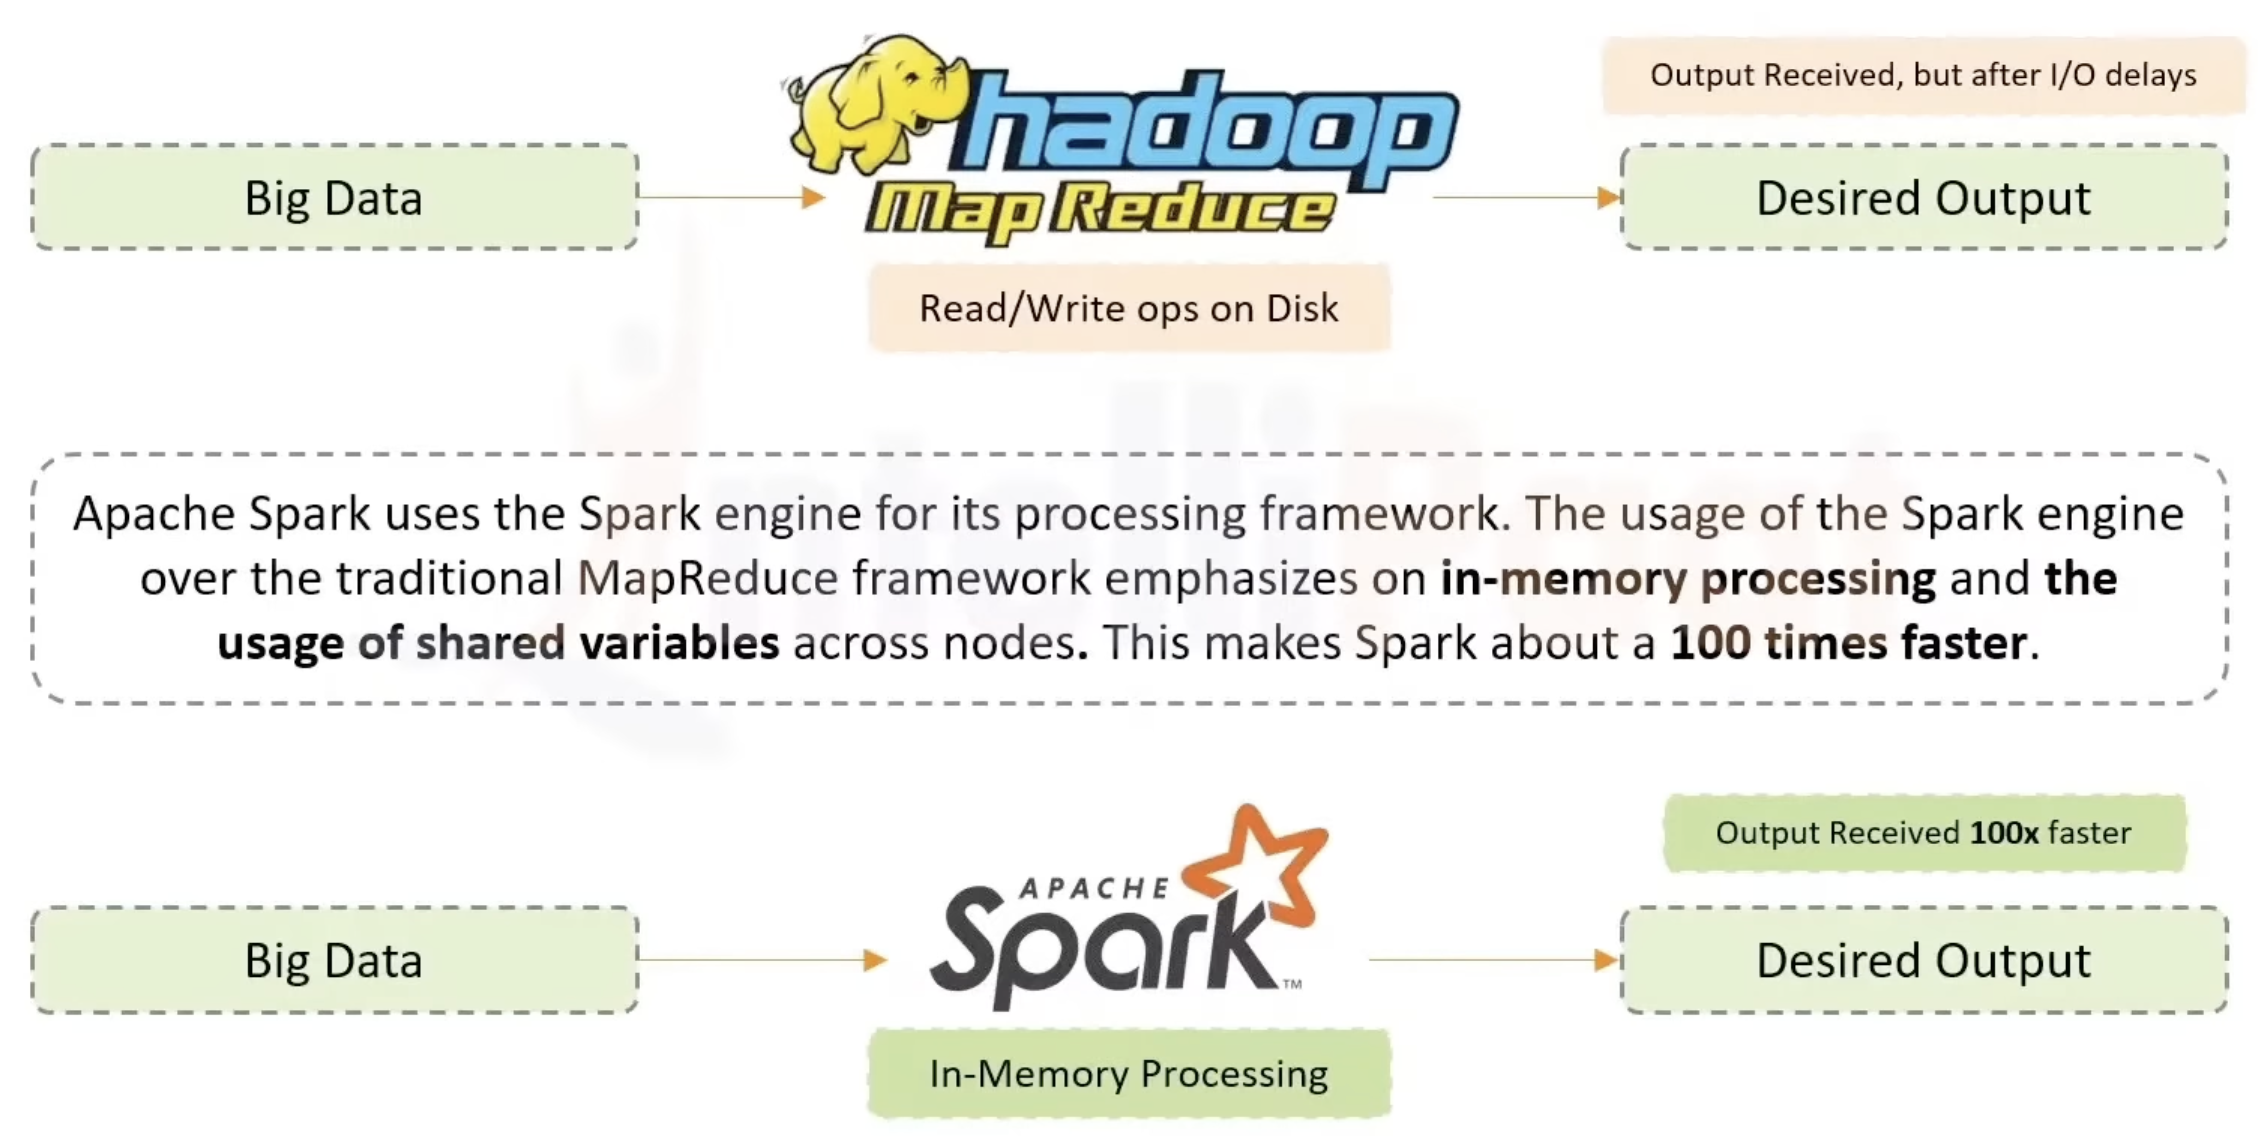 hadoop
Map Reduce
Output Received, but after I/O delays
Big Data
Desired Output
Read/Write ops on Disk
Apache Spark uses the Spark engine for its processing framework. The usage of the Spark engine
over the traditional MapReduce framework emphasizes on in-memory processing and the
usage of shared variables across nodes. This makes Spark about a 100 times faster.
Output Received 100x faster
APACHE
Spark™
Big Data
Desired Output
In-Memory Processing
IntelliPaat